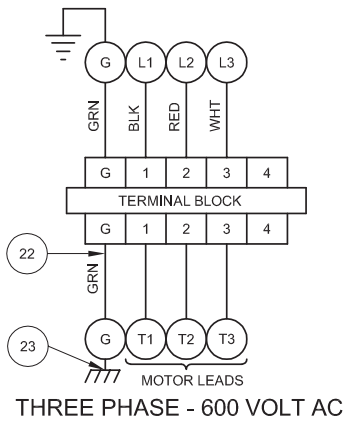 G L1 L2 L3
GRN BLK RED WHT
G 1 2 3 4
TERMINAL BLOCK
G 1 2 3 4
22
GRN
23
G T1 T2 T3
MOTOR LEADS
THREE PHASE - 600 VOLT AC